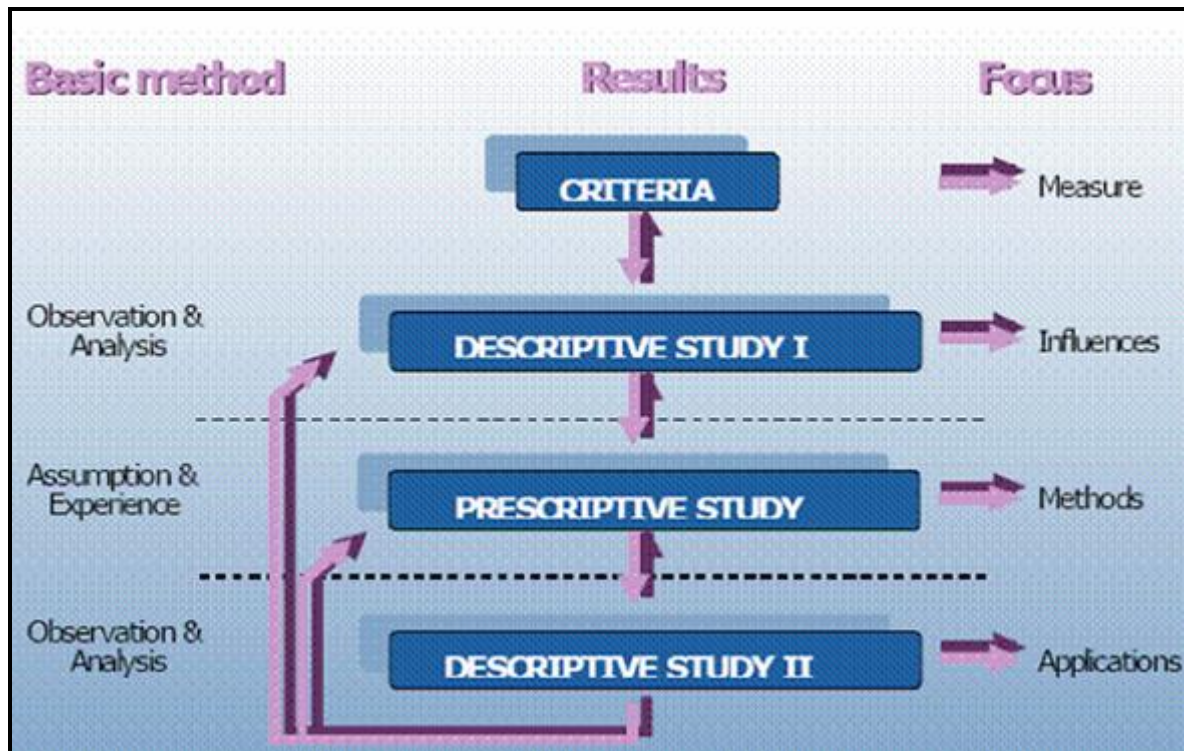 Basic method Results Focus
CRITERIA
Measure
Observation &
Analysis
DESCRIPTIVE STUDY I
Influences
Assumption &
Experience
PRESCRIPTIVE STUDY
Methods
Observation &
Analysis
DESCRIPTIVE STUDY II
Applications